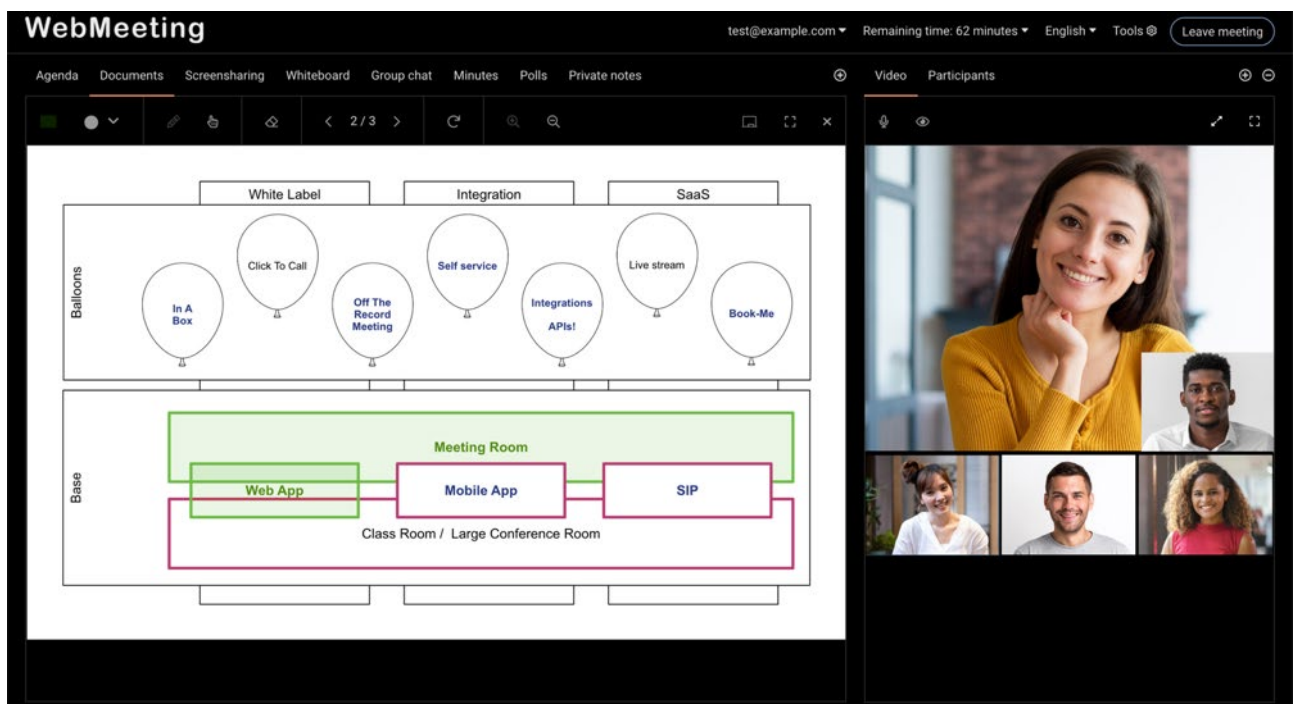 WebMeeting
test@example.com Remaining time: 62 minutes English Tools Leave meeting
Agenda Documents Screensharing Whiteboard Group chat Minutes Polls Private notes Video Participants
2 / 3
White Label Integration SaaS
Balloons
In A
Box
Click To Call
Off The
Record
Meeting
Self service
Integrations
APIs!
Live stream
Book-Me
Base
Meeting Room
Web App Mobile App SIP
Class Room / Large Conference Room